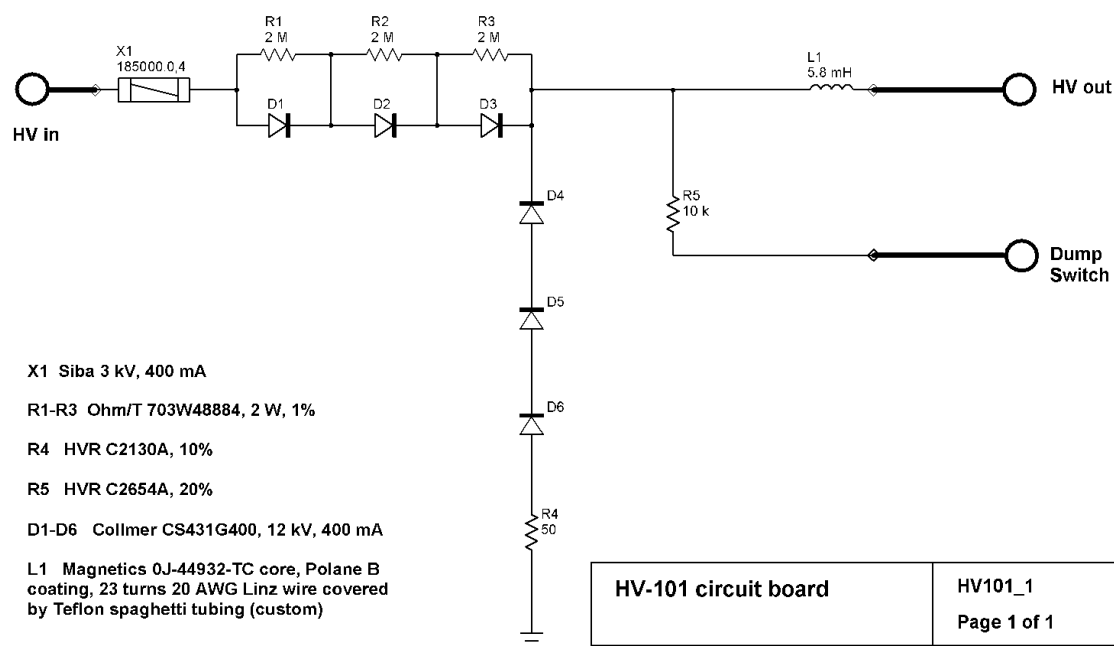 R1
2 M
R2
2 M
R3
2 M
X1
185000.0,4
L1
5.8 mH
HV in
D1
D2
D3
HV out
D4
R5
10 k
Dump
Switch
D5
D6
R4
50
X1 Siba 3 kV, 400 mA
R1-R3 Ohm/T 703W48884, 2 W, 1%
R4 HVR C2130A, 10%
R5 HVR C2654A, 20%
D1-D6 Collmer CS431G400, 12 kV, 400 mA
L1 Magnetics 0J-44932-TC core, Polane B
coating, 23 turns 20 AWG Linz wire covered
by Teflon spaghetti tubing (custom)
HV-101 circuit board
HV101_1
Page 1 of 1